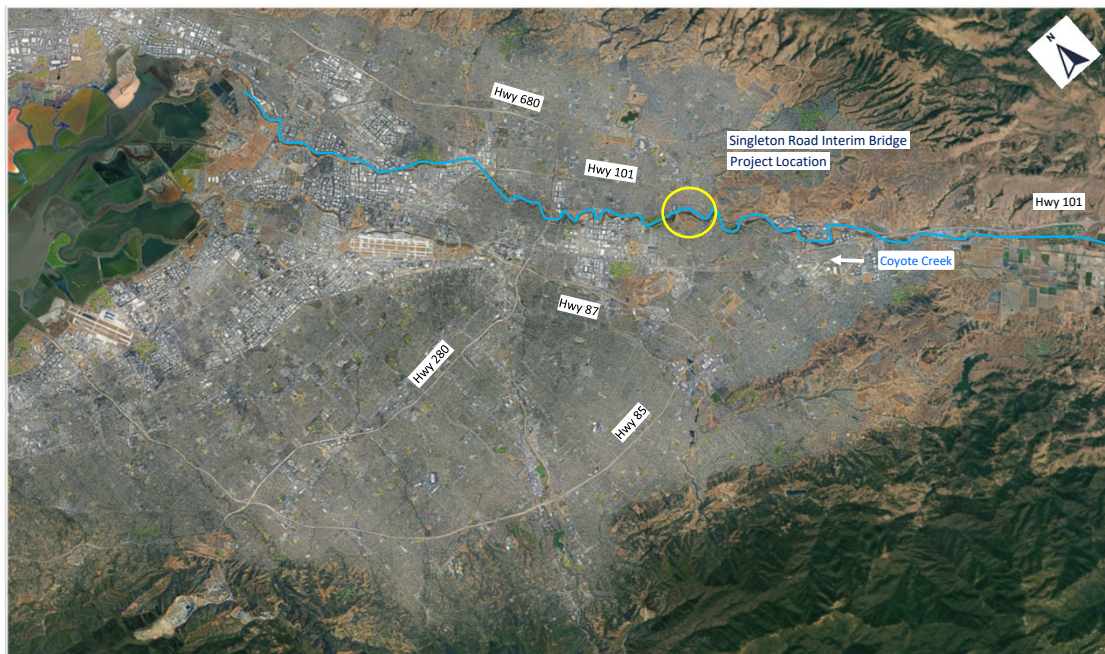 N
Hwy 680
Singleton Road Interim Bridge
Project Location
Hwy 101
Hwy 101
Coyote Creek
Hwy 87
Hwy 280
Hwy 85